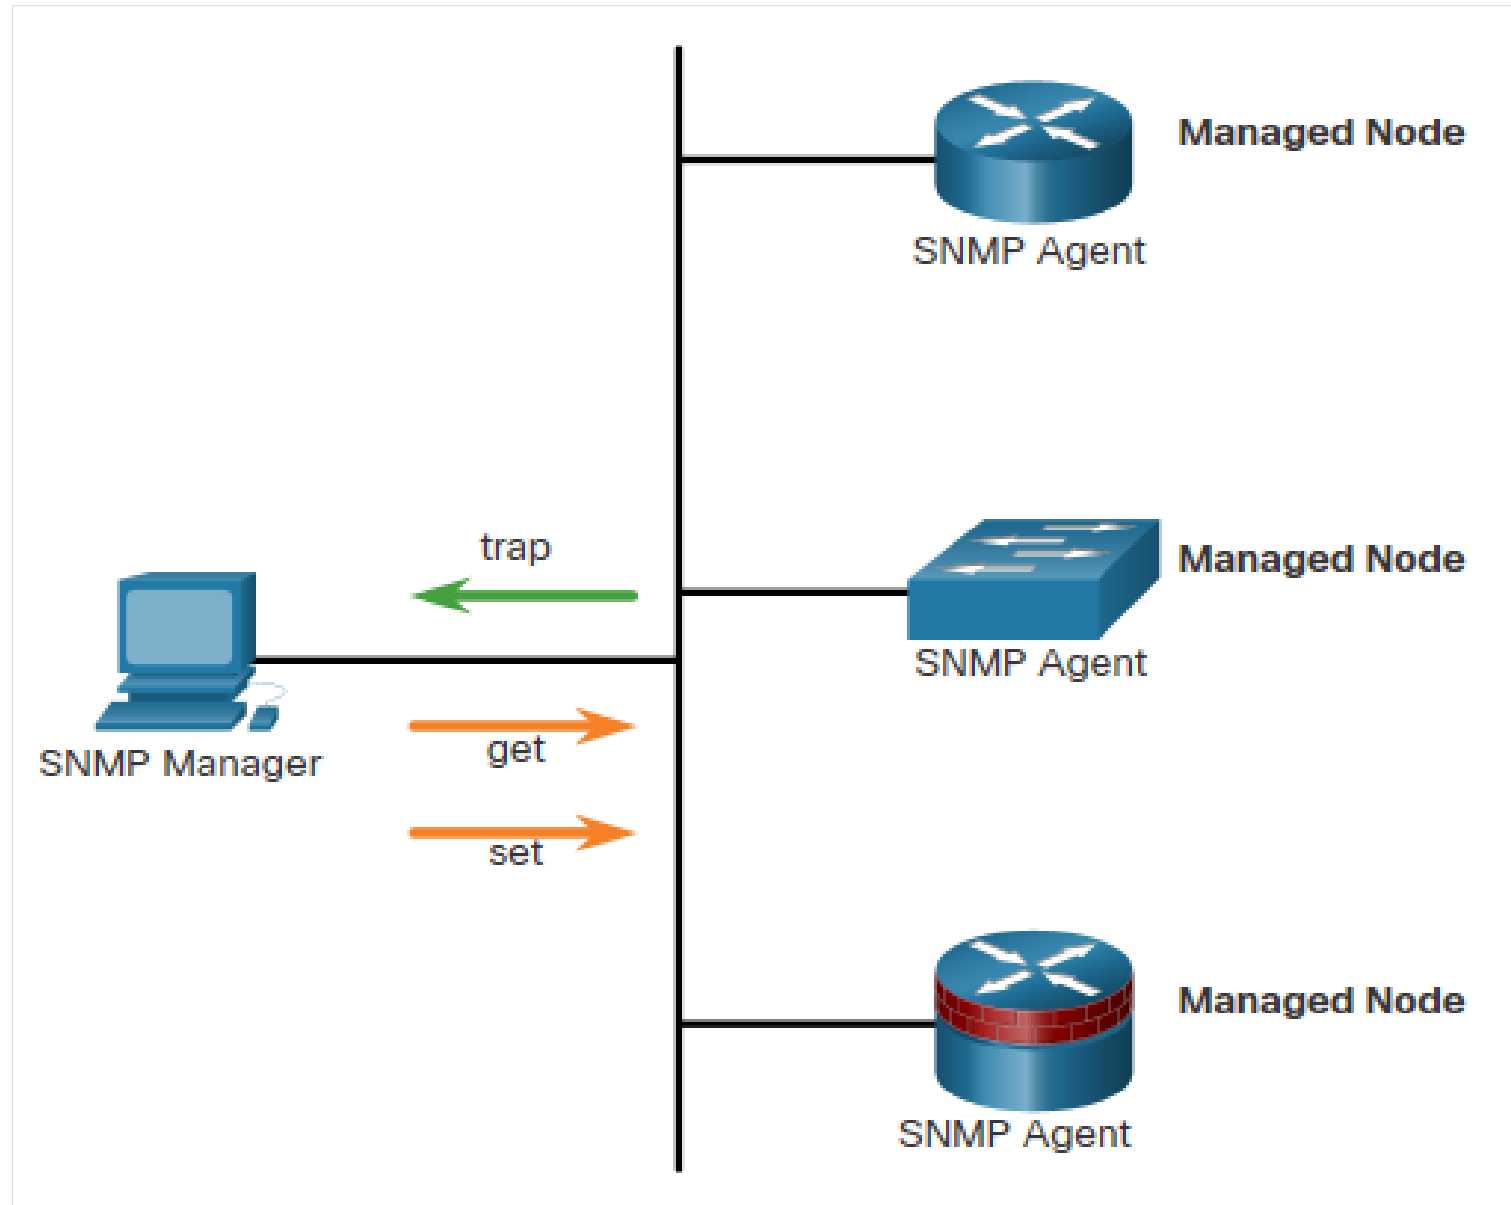 Managed Node
SNMP Agent
trap
Managed Node
SNMP Agent
get
SNMP Manager
set
Managed Node
SNMP Agent